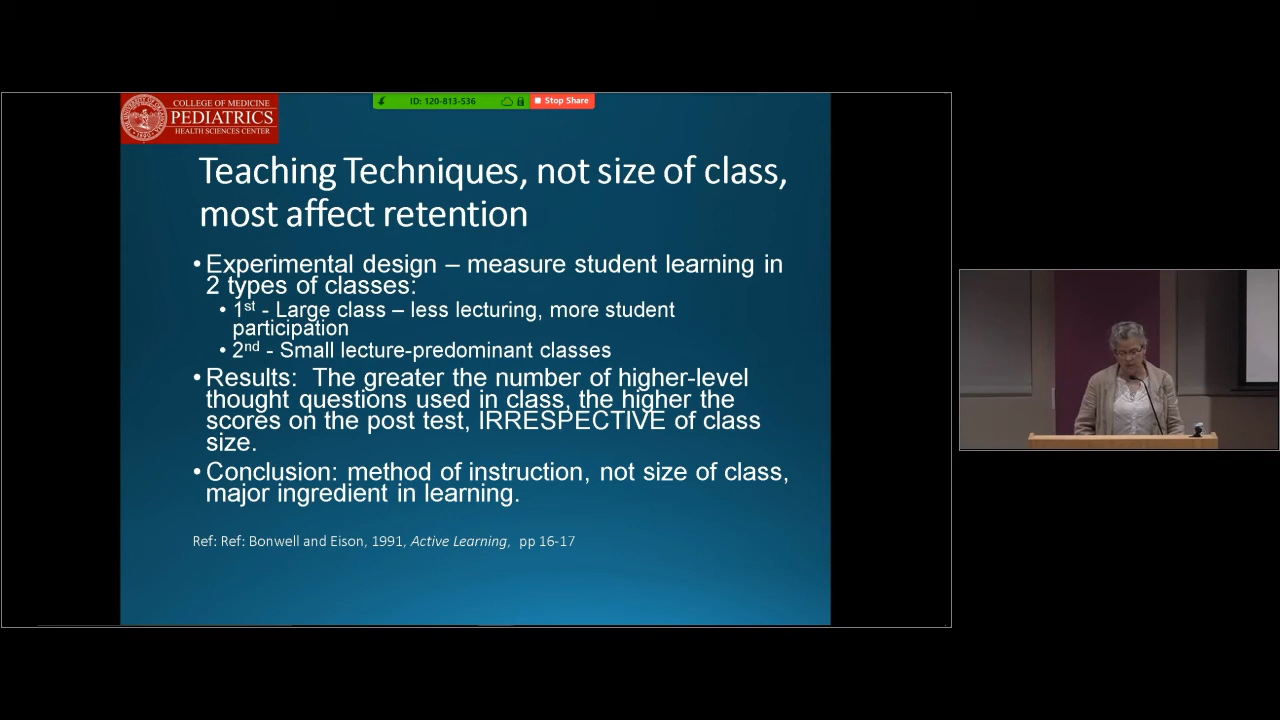 COLLEGE OF MEDICINE
PEDIATRICS
HEALTH SCIENCES CENTER
ID: 120-813-536
Stop Share
Teaching Techniques, not size of class,
most affect retention
• Experimental design – measure student learning in
2 types of classes:
• 1st - Large class – less lecturing, more student
participation
• 2nd - Small lecture-predominant classes
• Results:  The greater the number of higher-level
thought questions used in class, the higher the
scores on the post test, IRRESPECTIVE of class
size.
• Conclusion: method of instruction, not size of class,
major ingredient in learning.
Ref: Ref: Bonwell and Eison, 1991, Active Learning,  pp 16-17